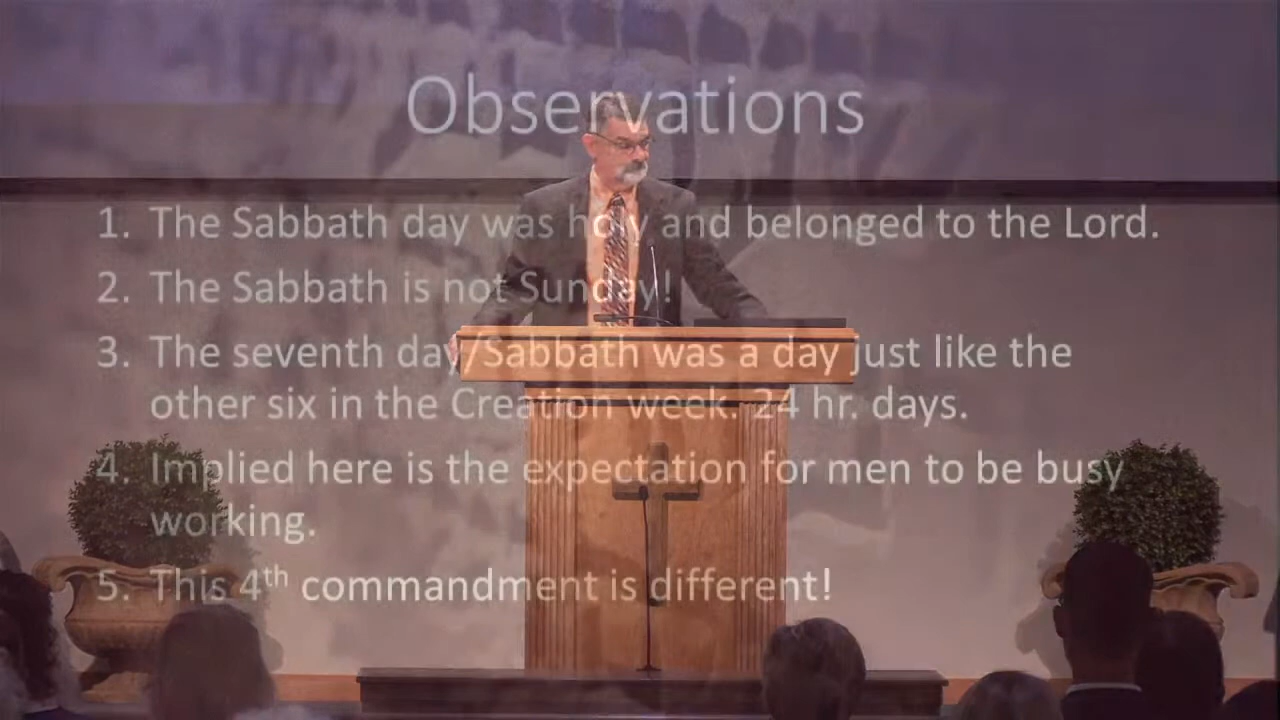 Observations
1. The Sabbath day was holy and belonged to the Lord.
2. The Sabbath is not Sunday!
3. The seventh day/Sabbath was a day just like the
other six in the Creation week. 24 hr. days.
4. Implied here is the expectation for men to be busy
working.
5. This 4th commandment is different!